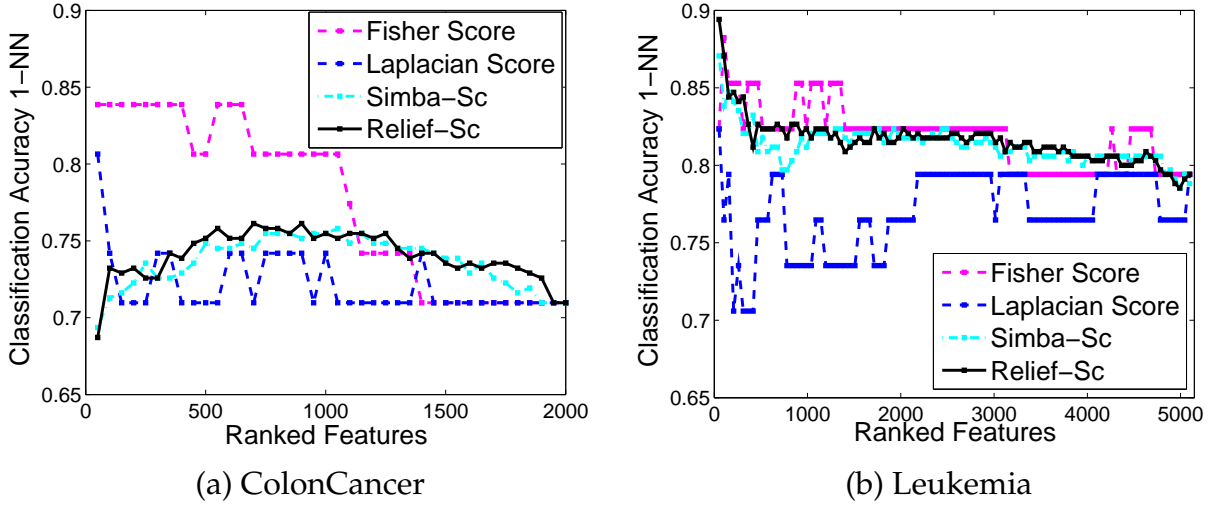 Classification Acuracy 1−NN
0.9
0.85
0.8
0.75
0.7
0.65
0
500
1000
1500
2000
Ranked Features
Fisher Score
Laplacian Score
Simba−Sc
Relief−Sc
(a) ColonCancer
Classification Acuracy 1−NN
0.9
0.85
0.8
0.75
0.7
0.65
0
1000
2000
3000
4000
5000
Ranked Features
Fisher Score
Laplacian Score
Simba−Sc
Relief−Sc
(b) Leukemia